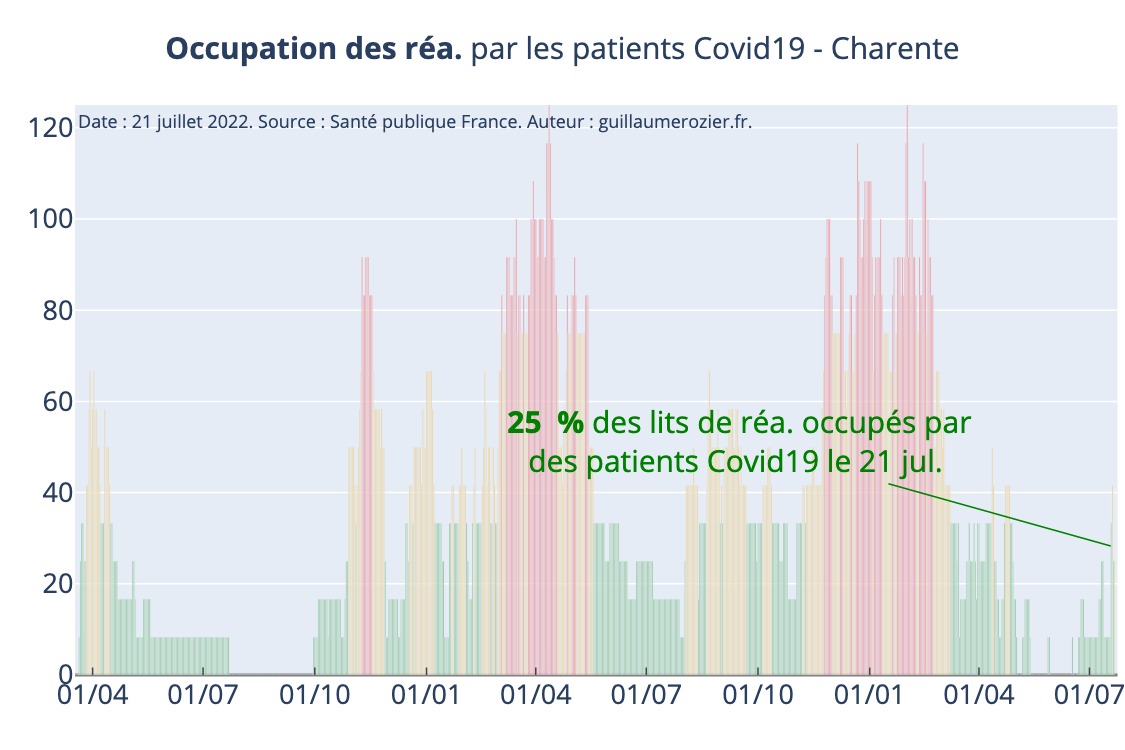 Occupation des réa. par les patients Covid19 - Charente
Date : 21 juillet 2022. Source : Santé publique France. Auteur : guillaumerozier.fr.
120
100
80
60
40
20
0
25 % des lits de réa. occupés par
des patients Covid19 le 21 jul.
01/04 01/07 01/10 01/01 01/04 01/07 01/10 01/01 01/04 01/07